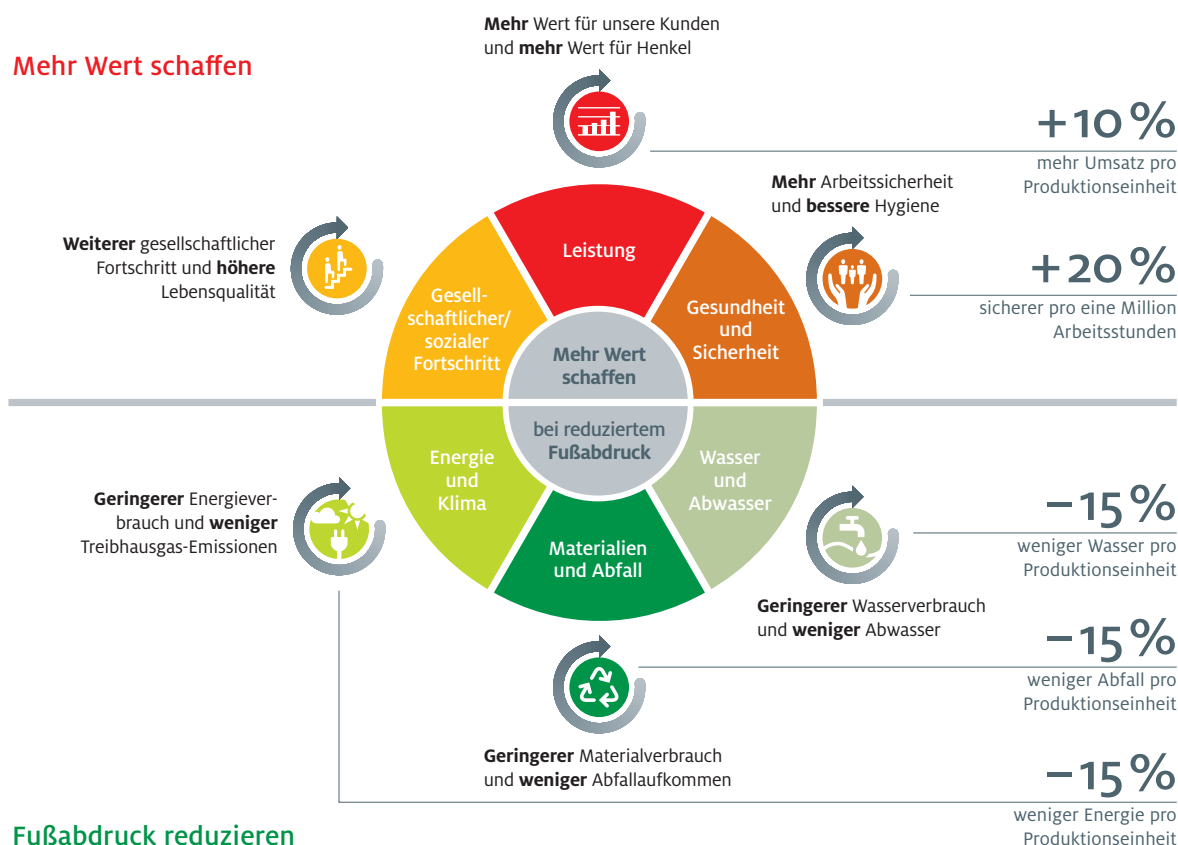 Mehr Wert für unsere Kunden
und mehr Wert für Henkel
Mehr Wert schaffen
+10 %
mehr Umsatz pro
Produktionseinheit
Mehr Arbeitssicherheit
und bessere Hygiene
Weiterer gesellschaftlicher
Fortschritt und höhere
Lebensqualität
+20 %
sicherer pro eine Million
Arbeitsstunden
Leistung
Gesell-
schaftlicher/
sozialer
Fortschritt
Gesundheit
und
Sicherheit
Mehr Wert
schaffen
bei reduziertem
Fußabdruck
Energie
und
Klima
Wasser
und
Abwasser
Materialien
und Abfall
Geringerer Energiever-
brauch und weniger
Treibhausgas-Emissionen
–15 %
weniger Wasser pro
Produktionseinheit
Geringerer Wasserverbrauch
und weniger Abwasser
–15 %
weniger Abfall pro
Produktionseinheit
Geringerer Materialverbrauch
und weniger Abfallaufkommen
–15 %
weniger Energie pro
Produktionseinheit
Fußabdruck reduzieren